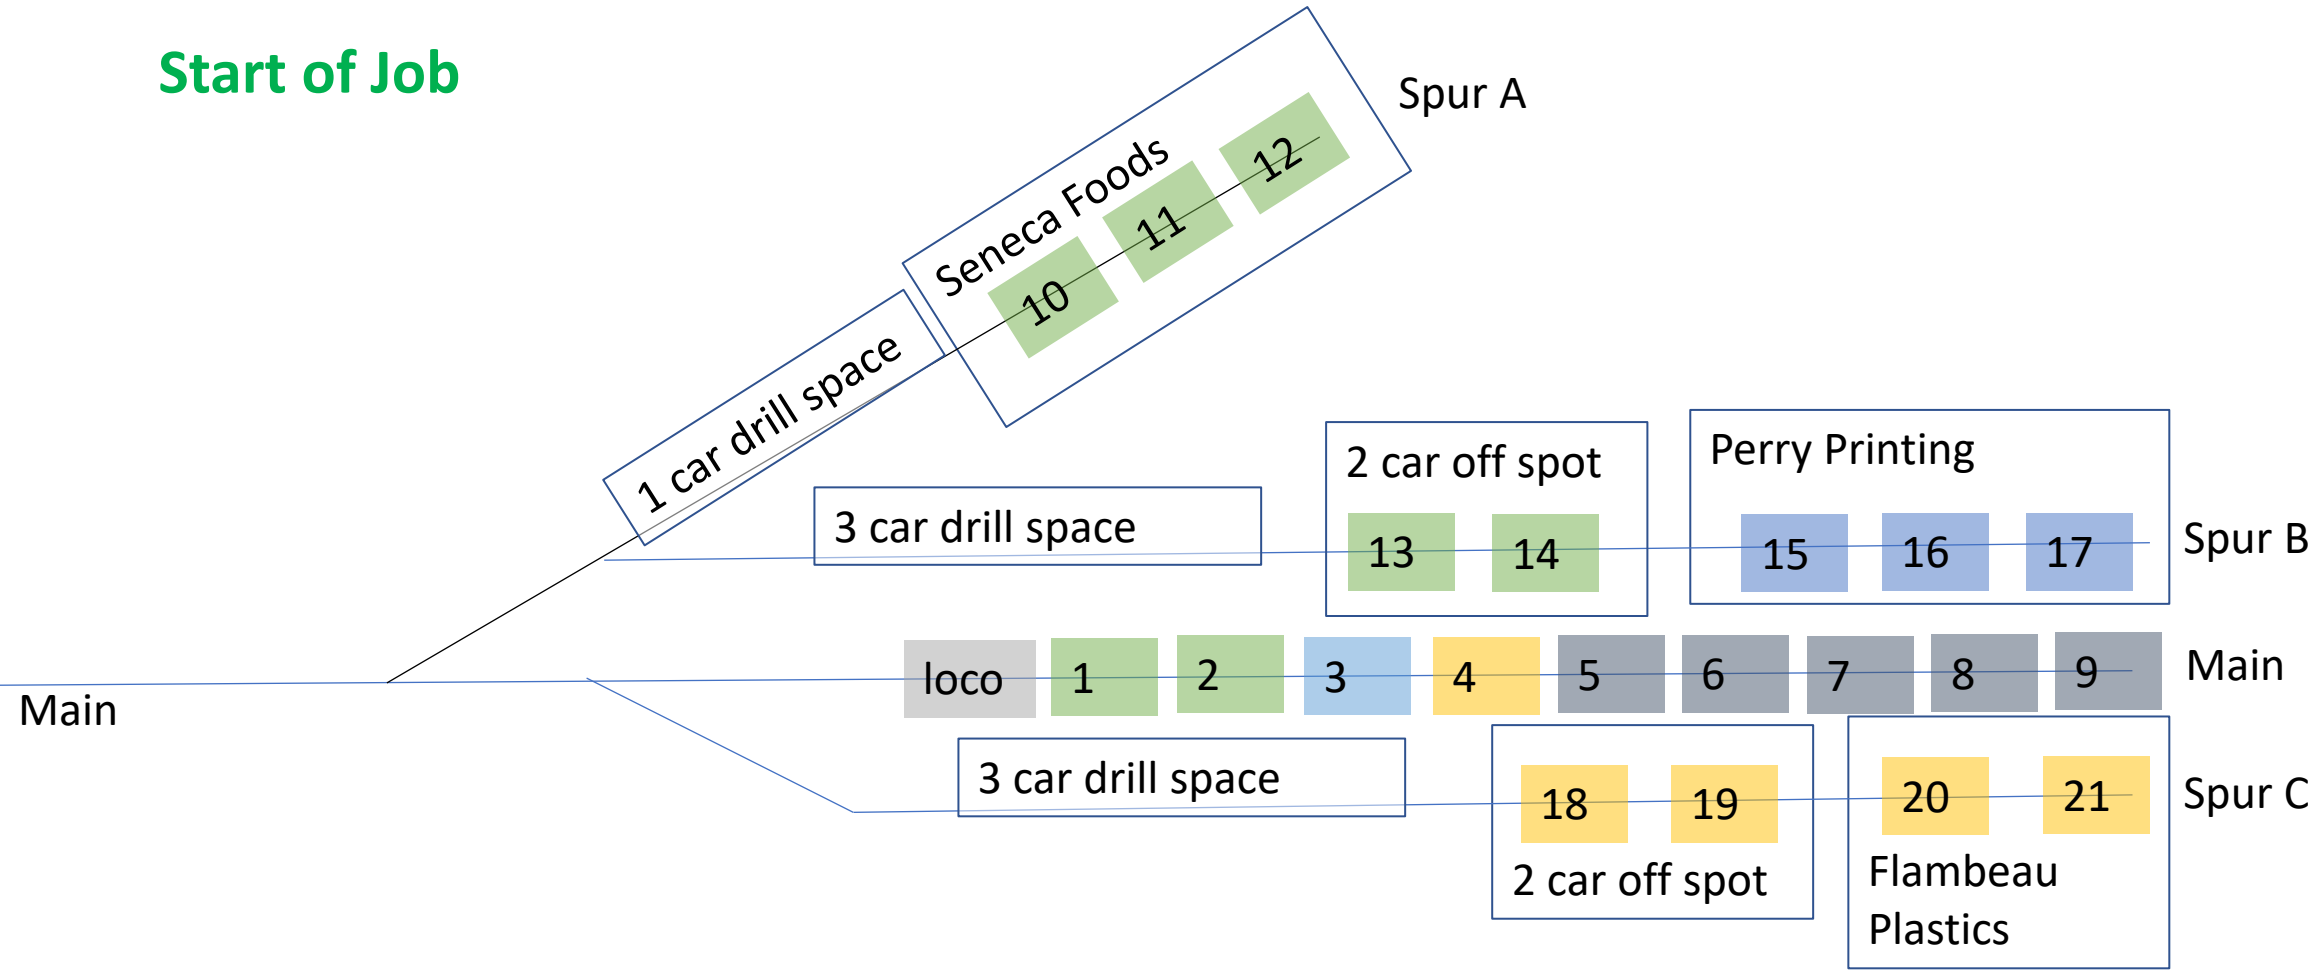 Start of Job
Spur A
Seneca Foods
10
11
12
1 car drill space
3 car drill space
2 car off spot
13
14
Perry Printing
15
16
17
Spur B
Main
loco
1
2
3
4
5
6
7
8
9
Main
3 car drill space
18
19
2 car off spot
20
21
Flambeau
Plastics
Spur C